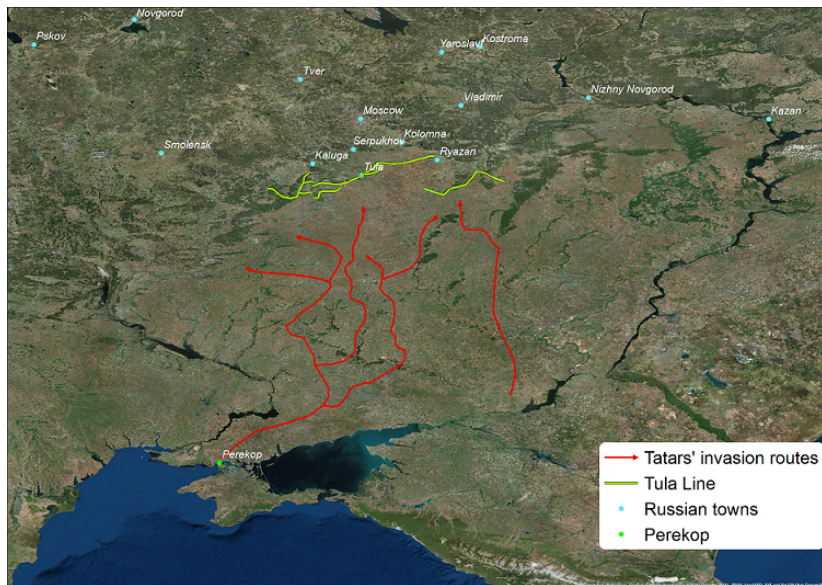 Novgorod
Pskov
Yaroslavl
Kostroma
Tver
Nizhny Novgorod
Vladimir
Moscow
Kazan
Kolomna
Serpukhov
Smolensk
Kaluga
Ryazan
Tula
Perekop
Tatars' invasion routes
Tula Line
Russian towns
Perekop